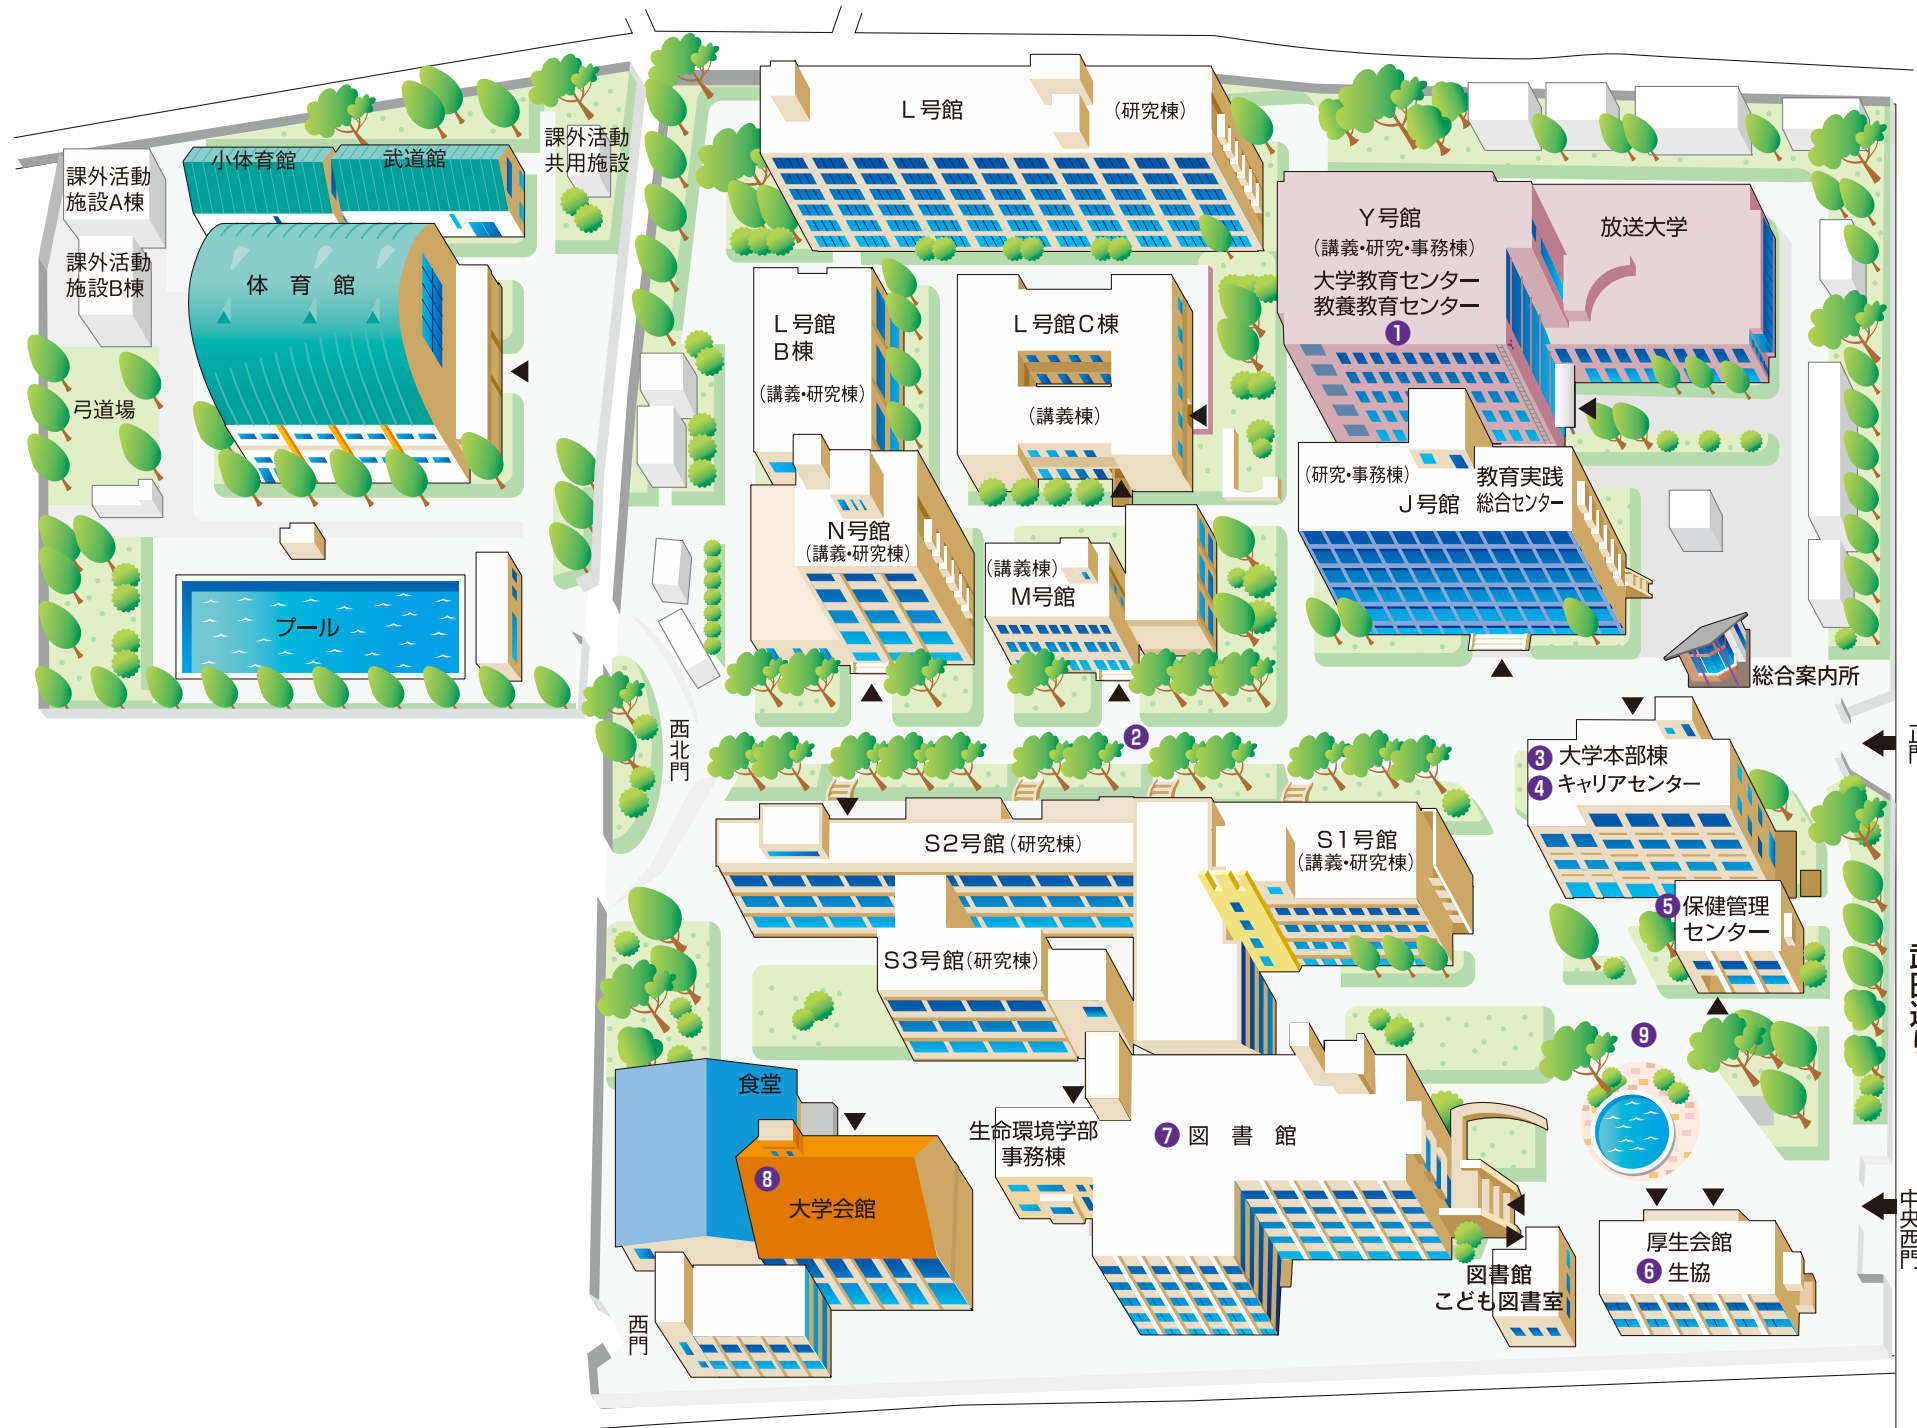 L号館
(研究棟)
課外活動
共用施設
小体育館
武道館
課外活動
施設A棟
課外活動
施設B棟
体育館
弓道場
プール
Y号館
(講義・研究・事務棟)
大学教育センター
教養教育センター
1
放送大学
L号館
B棟
(講義・研究棟)
L号館C棟
(講義棟)
(研究・事務棟)
J号館
教育実践
総合センター
N号館
(講義・研究棟)
(講義棟)
M号館
総合案内所
西北門
2
正門
3 大学本部棟
4 キャリアセンター
S2号館(研究棟)
S1号館
(講義・研究棟)
5 保健管理
センター
S3号館(研究棟)
9
食堂
8
大学会館
生命環境学部
事務棟
7 図書館
中央西門
厚生会館
6 生協
図書館
こども図書室
西門